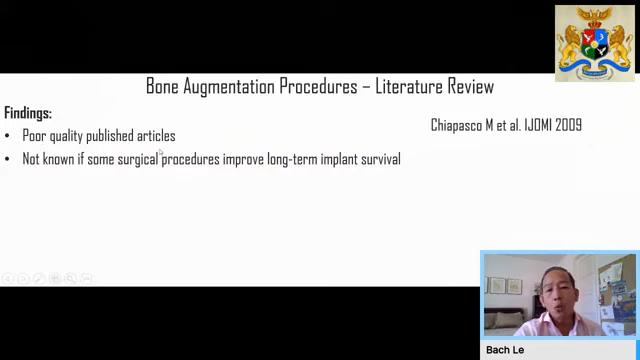 Bone Augmentation Procedures – Literature Review
Findings:
Chiapasco M et al. IJOMI 2009
• Poor quality published articles
• Not known if some surgical procedures improve long-term implant survival
Bach Le